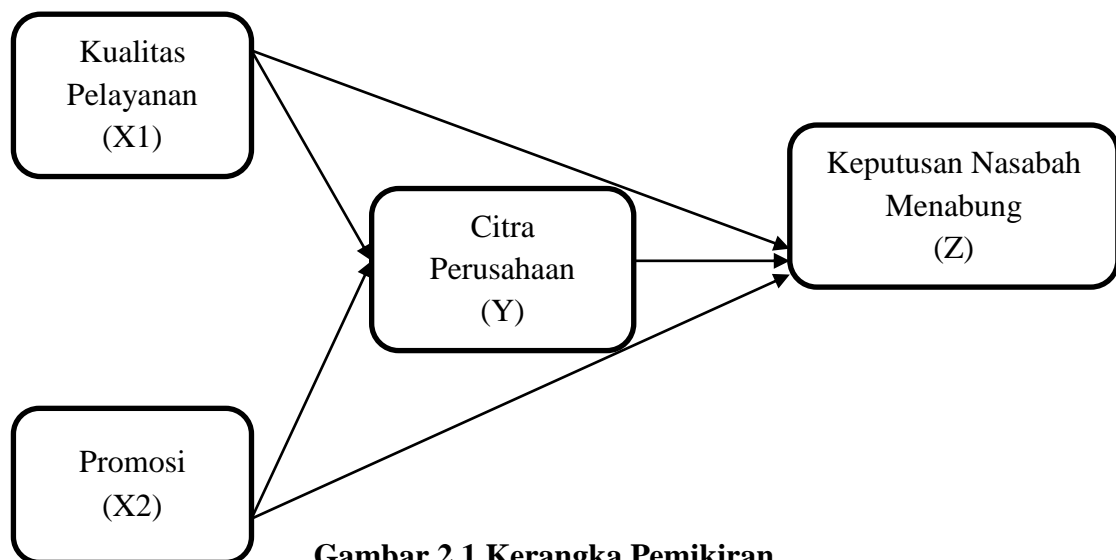 Kualitas
Pelayanan
(X1)
Keputusan Nasabah
Menabung
(Z)
Citra
Perusahaan
(Y)
Promosi
(X2)
Gambar 2.1 Kerangka Pemikiran